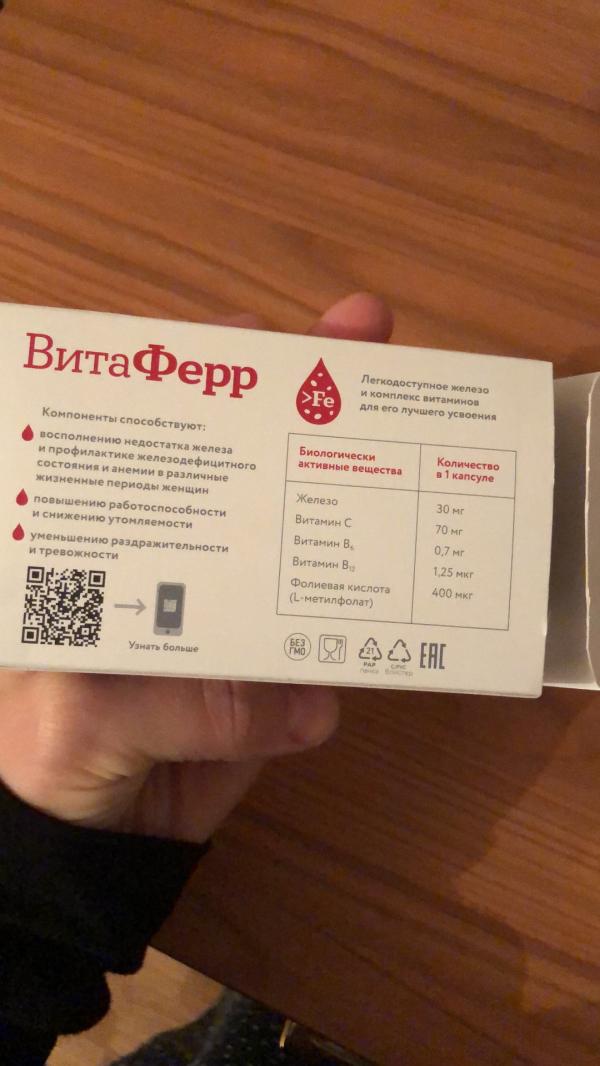 ВитаФерр
Компоненты способствуют:
восполнению недостатка железа
и профилактике железодефицитного
состояния и анемии в различные
жизненные периоды женщин
повышению работоспособности
и снижению утомляемости
уменьшению раздражительности
и тревожности
Узнать больше
>Fe
Легкодоступное железо
и комплекс витаминов
для его лучшего усвоения
Биологически
активные вещества
Количество
в 1 капсуле
Железо
30 мг
Витамин С
70 мг
Витамин B₆
0,7 мг
Витамин B₁₂
1,25 мкг
Фолиевая кислота
(L-метилфолат)
400 мкг
БЕЗ
ГМО
21
PAP
C/PVC
Блистер
EAC